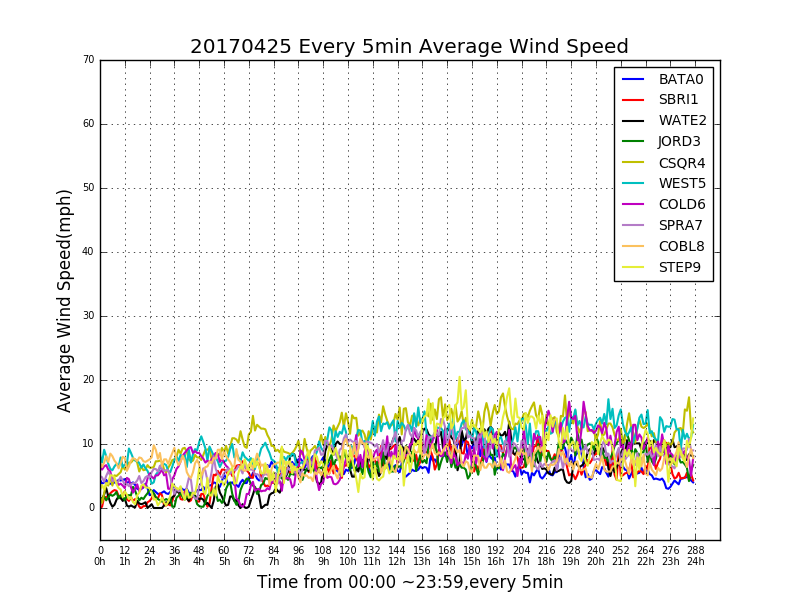 20170425 Every 5min Average Wind Speed
70
60
50
40
30
20
10
0
Average Wind Speed(mph)
BATA0
SBRI1
WATE2
JORD3
CSQR4
WEST5
COLD6
SPRA7
COBL8
STEP9
0 12 24 36 48 60 72 84 96 108 120 132 144 156 168 180 192 204 216 228 240 252 264 276 288
0h 1h 2h 3h 4h 5h 6h 7h 8h 9h 10h 11h 12h 13h 14h 15h 16h 17h 18h 19h 20h 21h 22h 23h 24h
Time from 00:00 ~23:59,every 5min